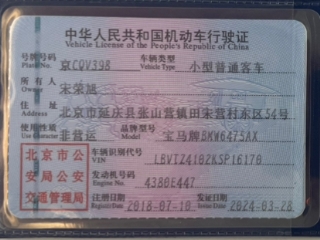 中华人民共和国机动车行驶证
Vehicle License of the People's Republic of China
号牌号码 京CQV398 车辆类型 小型普通客车
Plate No. Vehicle Type
所有人 宋荣旭
Owner
住址 北京市延庆县张山营镇田宋营村东区54号
Address
使用性质 非营运 品牌型号 宝马牌BMW6475AX
Use Character Model
北京市公安局公安交通管理局
车辆识别代号
VIN
发动机号码 4380E447
Engine No.
注册日期 2018-07-10 发证日期 2024-03-28
Register Date Issue Date